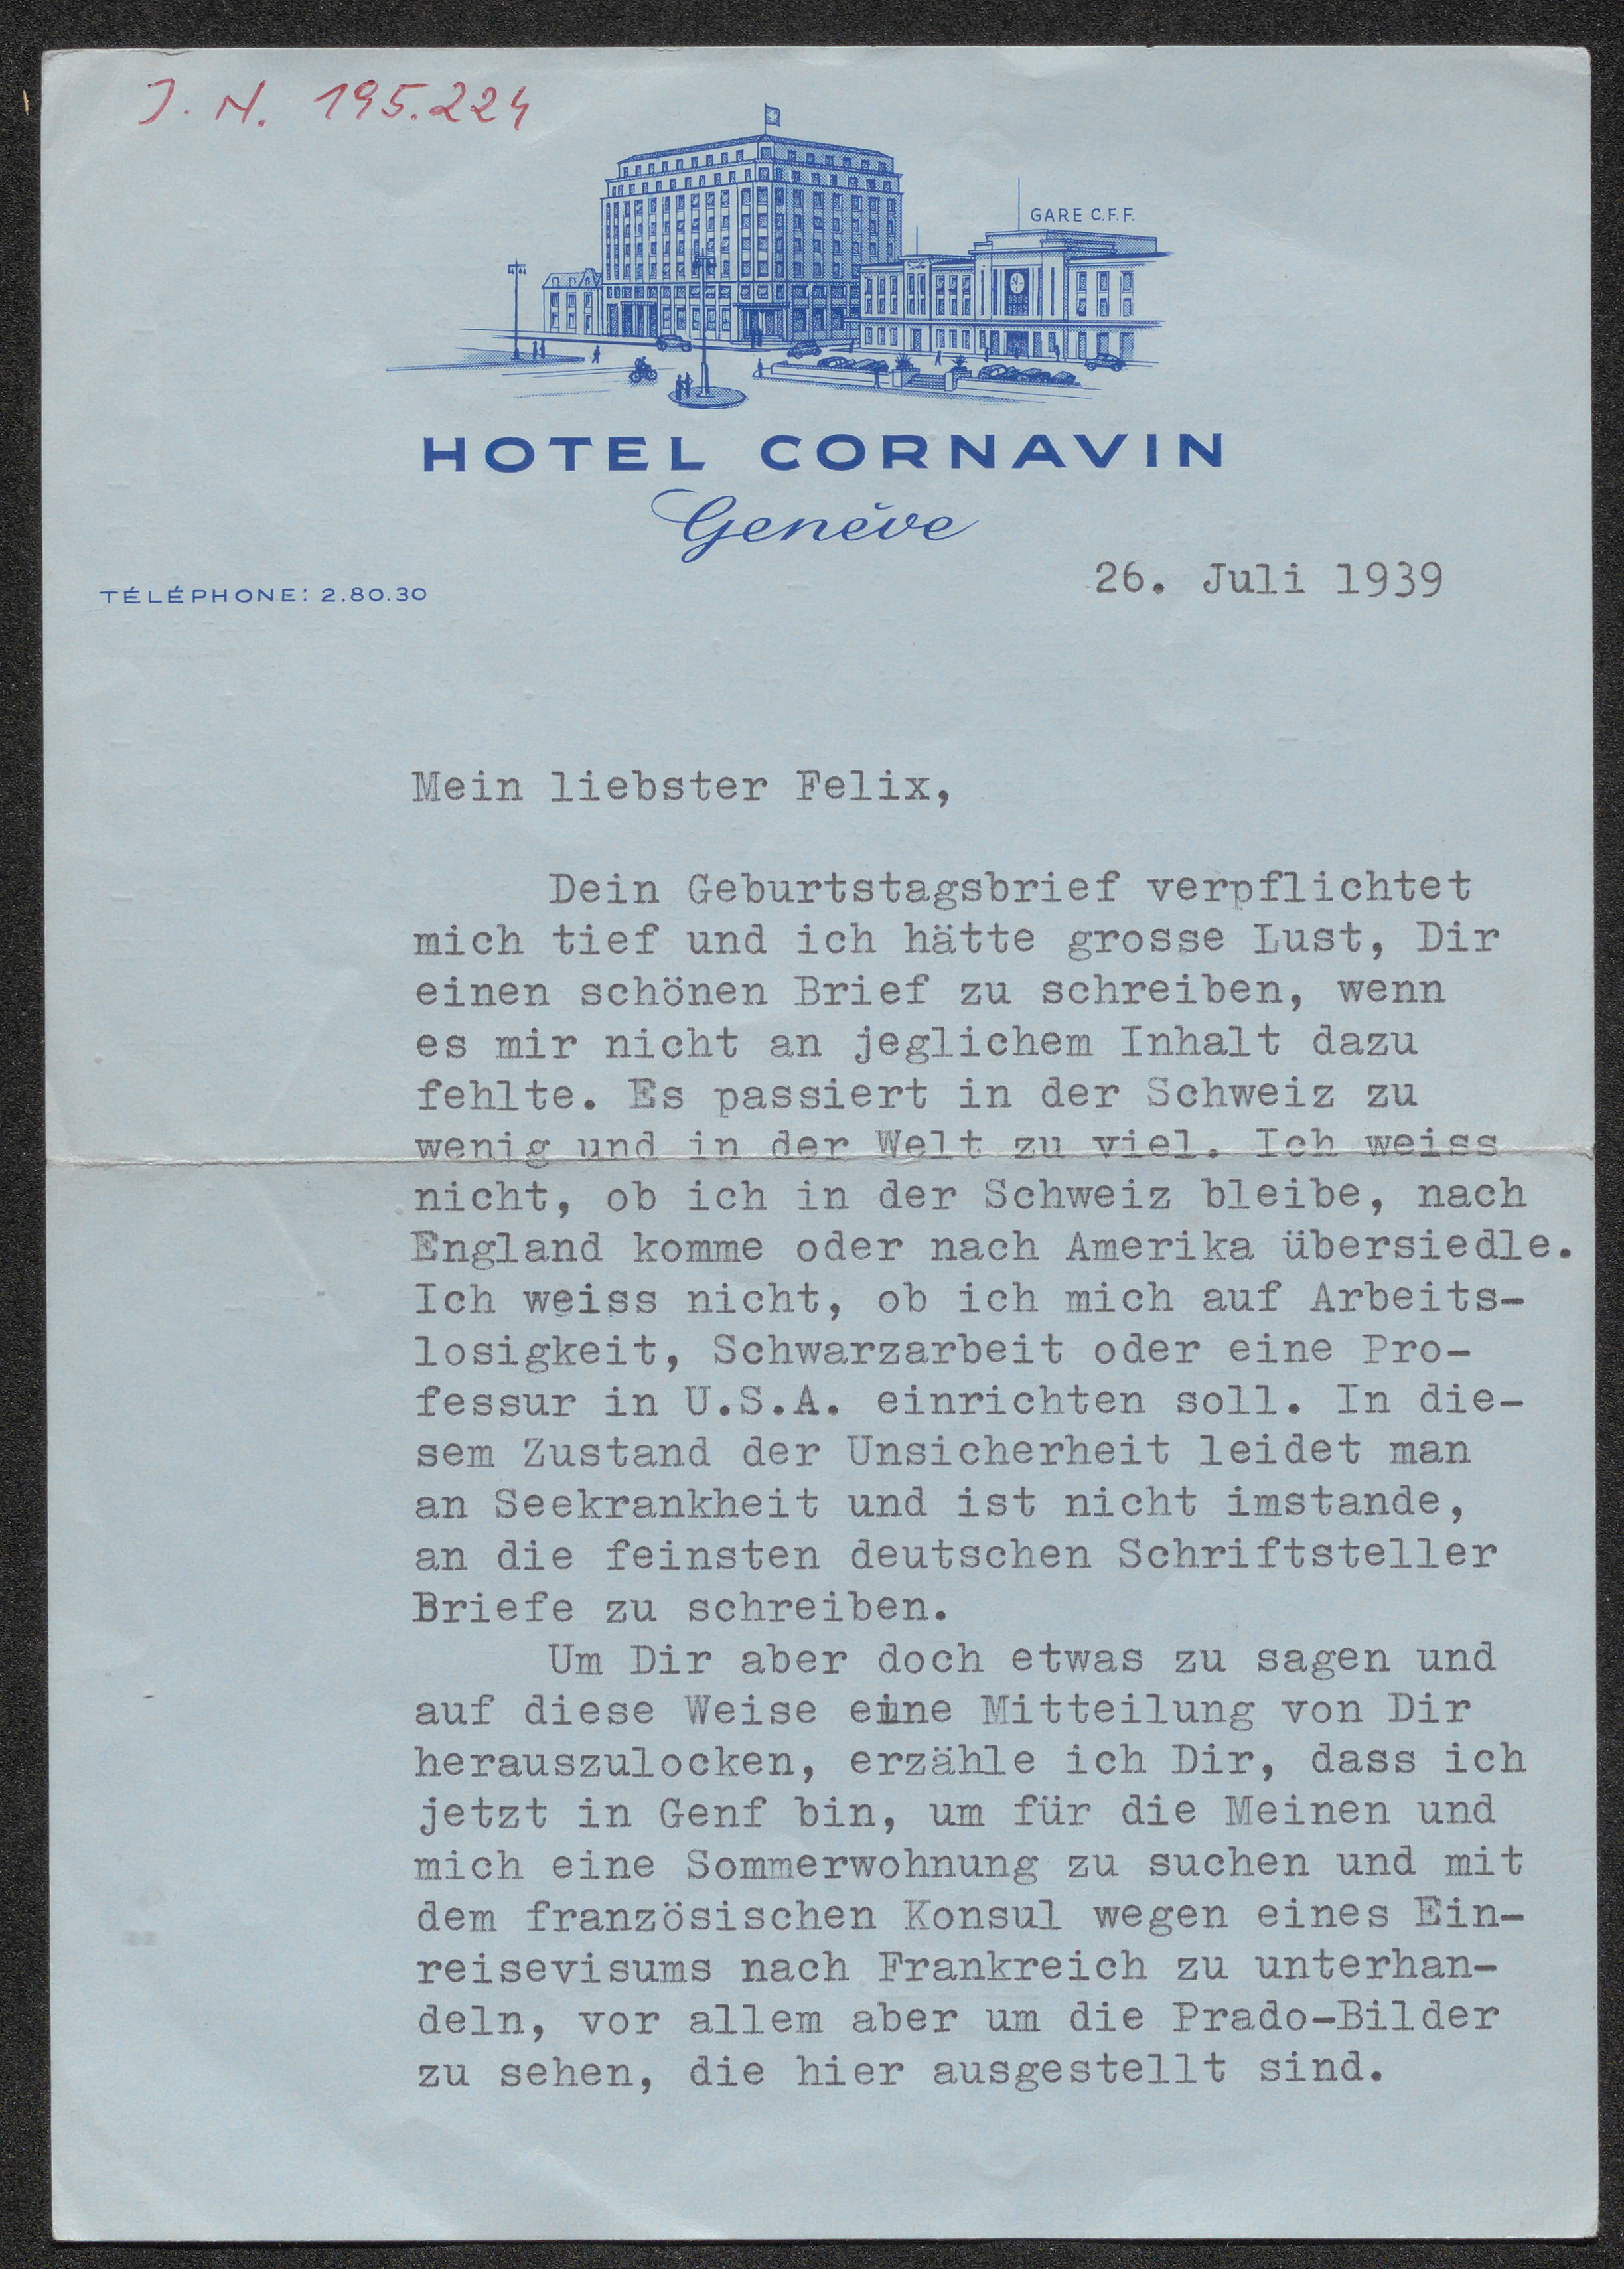 J. N. 195.224
GARE C.F.F.
HOTEL CORNAVIN
Genève
TÉLÉPHONE: 2.80.30
26. Juli 1939
Mein liebster Felix,
Dein Geburtstagsbrief verpflichtet
mich tief und ich hätte grosse Lust, Dir
einen schönen Brief zu schreiben, wenn
es mir nicht an jeglichem Inhalt dazu
fehlte. Es passiert in der Schweiz zu
wenig und in der Welt zu viel. Ich weiss
nicht, ob ich in der Schweiz bleibe, nach
England komme oder nach Amerika übersiedle.
Ich weiss nicht, ob ich mich auf Arbeits-
losigkeit, Schwarzarbeit oder eine Pro-
fessur in U.S.A. einrichten soll. In die-
sem Zustand der Unsicherheit leidet man
an Seekrankheit und ist nicht imstande,
an die feinsten deutschen Schriftsteller
Briefe zu schreiben.
Um Dir aber doch etwas zu sagen und
auf diese Weise eine Mitteilung von Dir
herauszulocken, erzähle ich Dir, dass ich
jetzt in Genf bin, um für die Meinen und
mich eine Sommerwohnung zu suchen und mit
dem französischen Konsul wegen eines Ein-
reisevisums nach Frankreich zu unterhan-
deln, vor allem aber um die Prado-Bilder
zu sehen, die hier ausgestellt sind.